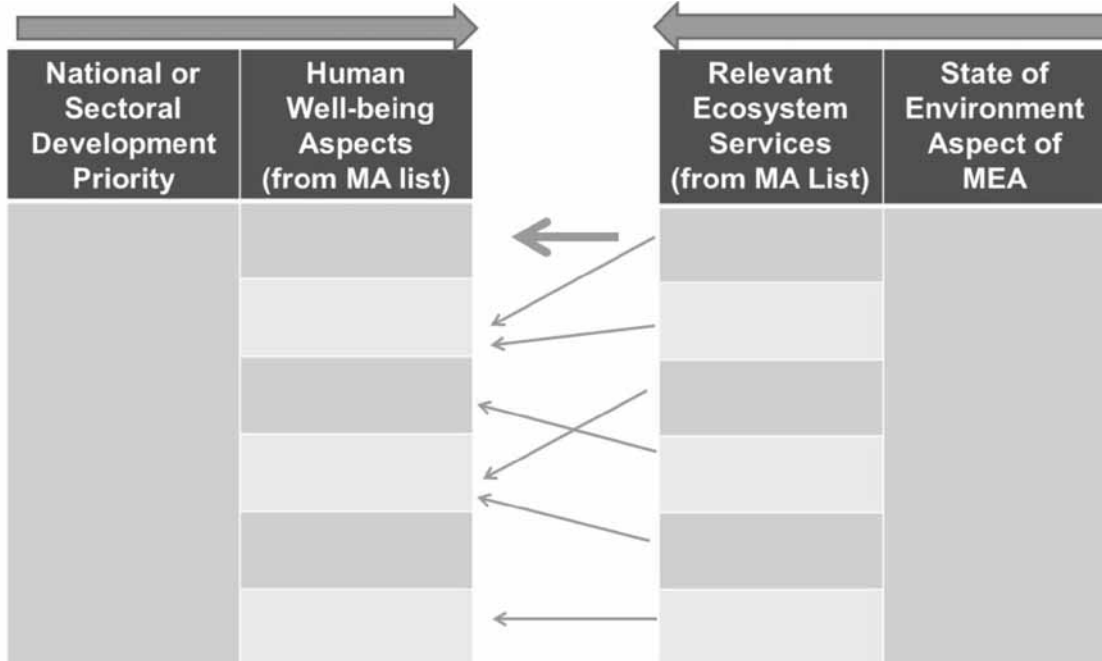 National or
Sectoral
Development
Priority
Human
Well-being
Aspects
(from MA list)
Relevant
Ecosystem
Services
(from MA List)
State of
Environment
Aspect of
MEA